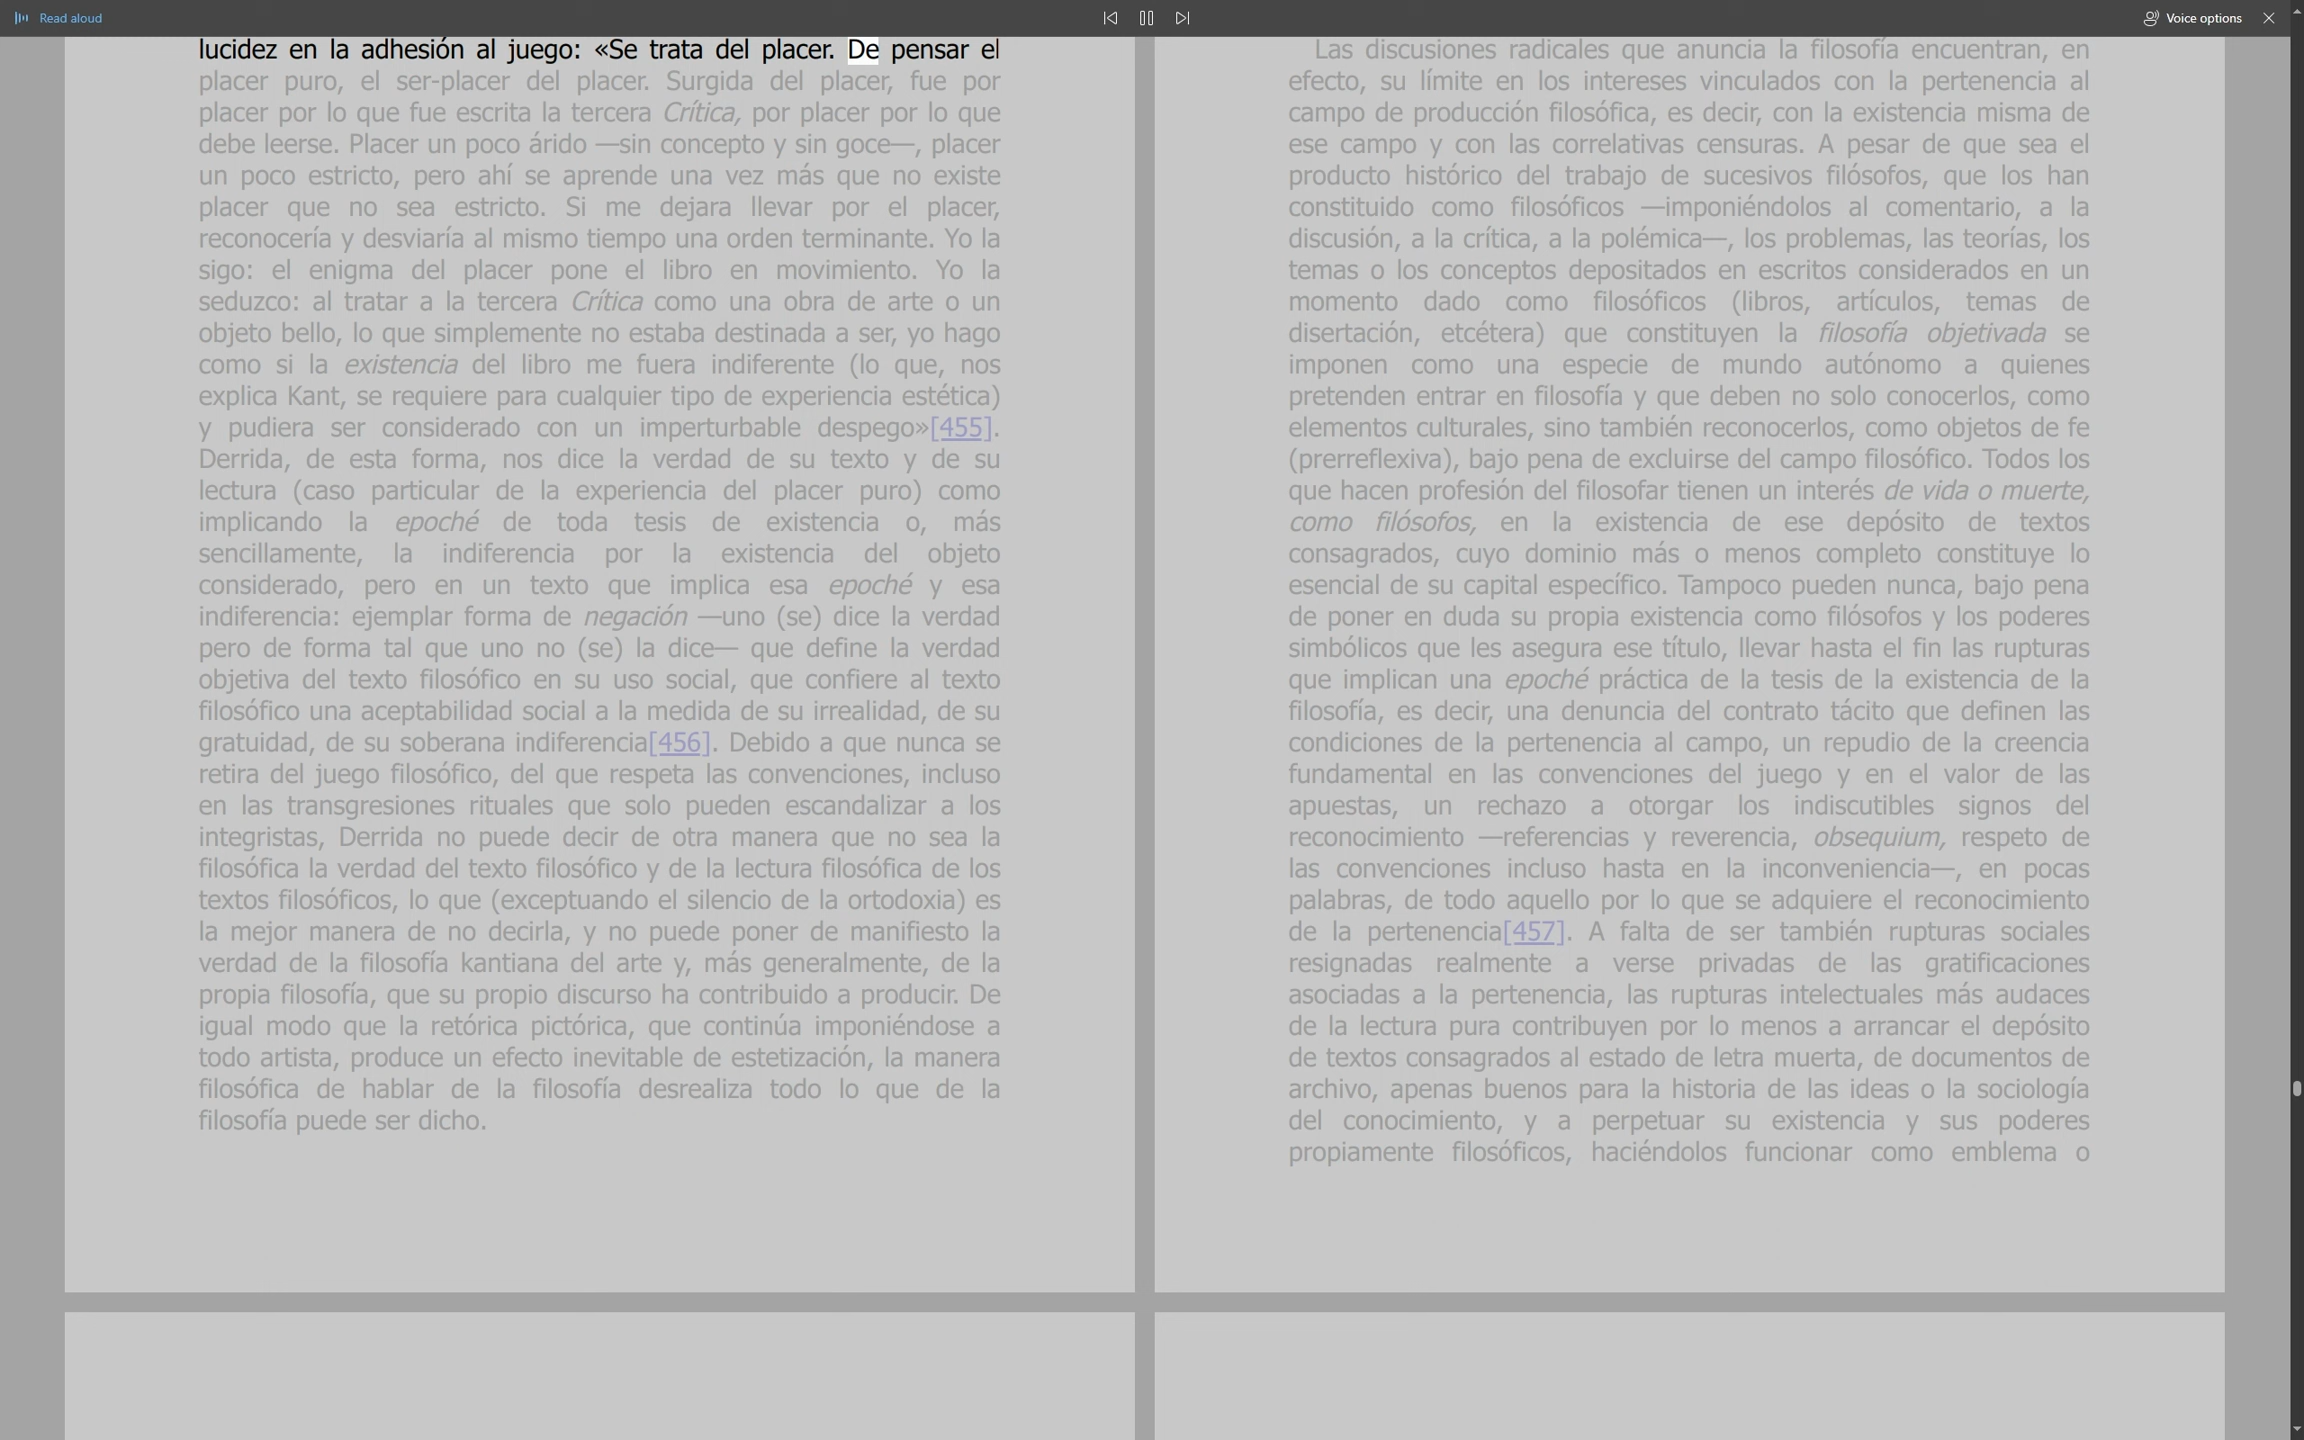 Read aloud
Voice options
lucidez en la adhesión al juego: «Se trata del placer. De pensar el
placer puro, el ser-placer del placer. Surgida del placer, fue por
placer por lo que fue escrita la tercera Crítica, por placer por lo que
debe leerse. Placer un poco árido —sin concepto y sin goce—, placer
un poco estricto, pero ahí se aprende una vez más que no existe
placer que no sea estricto. Si me dejara llevar por el placer,
reconocería y desviaría al mismo tiempo una orden terminante. Yo la
sigo: el enigma del placer pone el libro en movimiento. Yo la
seduzco: al tratar a la tercera Crítica como una obra de arte o un
objeto bello, lo que simplemente no estaba destinada a ser, yo hago
como si la existencia del libro me fuera indiferente (lo que, nos
explica Kant, se requiere para cualquier tipo de experiencia estética)
y pudiera ser considerado con un imperturbable despego»[455].
Derrida, de esta forma, nos dice la verdad de su texto y de su
lectura (caso particular de la experiencia del placer puro) como
implicando la epoché de toda tesis de existencia o, más
sencillamente, la indiferencia por la existencia del objeto
considerado, pero en un texto que implica esa epoché y esa
indiferencia: ejemplar forma de negación —uno (se) dice la verdad
pero de forma tal que uno no (se) la dice— que define la verdad
objetiva del texto filosófico en su uso social, que confiere al texto
filosófico una aceptabilidad social a la medida de su irrealidad, de su
gratuidad, de su soberana indiferencia[456]. Debido a que nunca se
retira del juego filosófico, del que respeta las convenciones, incluso
en las transgresiones rituales que solo pueden escandalizar a los
integristas, Derrida no puede decir de otra manera que no sea la
filosófica la verdad del texto filosófico y de la lectura filosófica de los
textos filosóficos, lo que (exceptuando el silencio de la ortodoxia) es
la mejor manera de no decirla, y no puede poner de manifiesto la
verdad de la filosofía kantiana del arte y, más generalmente, de la
propia filosofía, que su propio discurso ha contribuido a producir. De
igual modo que la retórica pictórica, que continúa imponiéndose a
todo artista, produce un efecto inevitable de estetización, la manera
filosófica de hablar de la filosofía desrealiza todo lo que de la
filosofía puede ser dicho.
Las discusiones radicales que anuncia la filosofía encuentran, en
efecto, su límite en los intereses vinculados con la pertenencia al
campo de producción filosófica, es decir, con la existencia misma de
ese campo y con las correlativas censuras. A pesar de que sea el
producto histórico del trabajo de sucesivos filósofos, que los han
constituido como filosóficos —imponiéndolos al comentario, a la
discusión, a la crítica, a la polémica—, los problemas, las teorías, los
temas o los conceptos depositados en escritos considerados en un
momento dado como filosóficos (libros, artículos, temas de
disertación, etcétera) que constituyen la filosofía objetivada se
imponen como una especie de mundo autónomo a quienes
pretenden entrar en filosofía y que deben no solo conocerlos, como
elementos culturales, sino también reconocerlos, como objetos de fe
(prerreflexiva), bajo pena de excluirse del campo filosófico. Todos los
que hacen profesión del filosofar tienen un interés de vida o muerte,
como filósofos, en la existencia de ese depósito de textos
consagrados, cuyo dominio más o menos completo constituye lo
esencial de su capital específico. Tampoco pueden nunca, bajo pena
de poner en duda su propia existencia como filósofos y los poderes
simbólicos que les asegura ese título, llevar hasta el fin las rupturas
que implican una epoché práctica de la tesis de la existencia de la
filosofía, es decir, una denuncia del contrato tácito que definen las
condiciones de la pertenencia al campo, un repudio de la creencia
fundamental en las convenciones del juego y en el valor de las
apuestas, un rechazo a otorgar los indiscutibles signos del
reconocimiento —referencias y reverencia, obsequium, respeto de
las convenciones incluso hasta en la inconveniencia—, en pocas
palabras, de todo aquello por lo que se adquiere el reconocimiento
de la pertenencia[457]. A falta de ser también rupturas sociales
resignadas realmente a verse privadas de las gratificaciones
asociadas a la pertenencia, las rupturas intelectuales más audaces
de la lectura pura contribuyen por lo menos a arrancar el depósito
de textos consagrados al estado de letra muerta, de documentos de
archivo, apenas buenos para la historia de las ideas o la sociología
del conocimiento, y a perpetuar su existencia y sus poderes
propiamente filosóficos, haciéndolos funcionar como emblema o